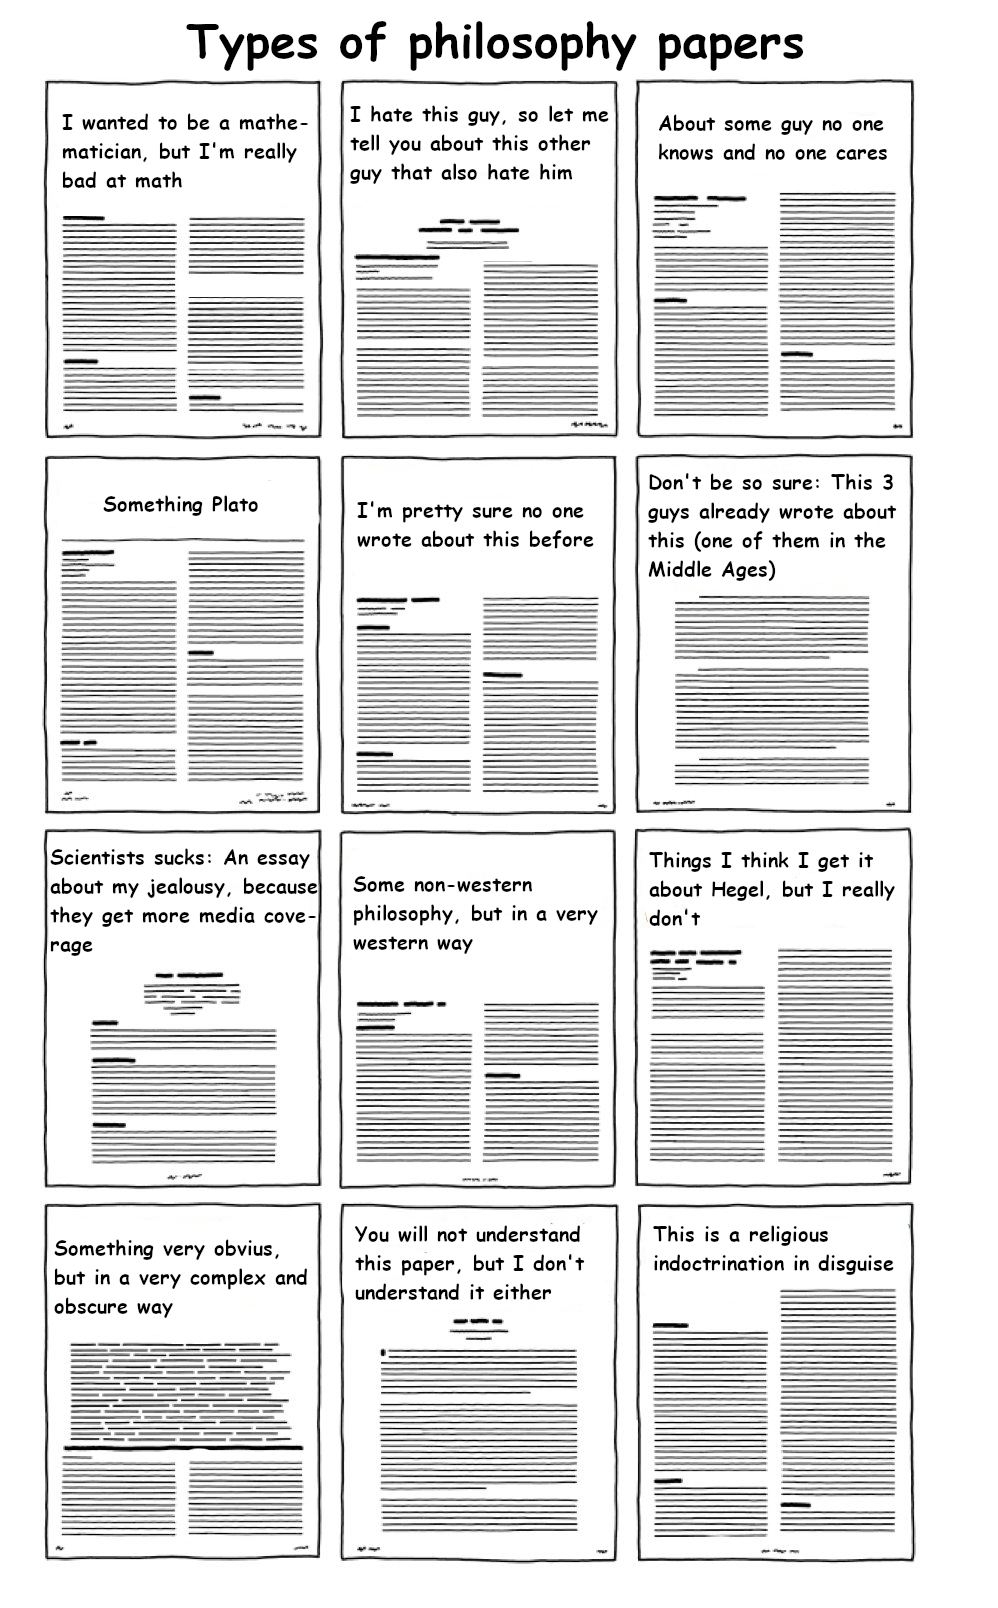 Types of philosophy papers
I wanted to be a mathe-
matician, but I'm really
bad at math
I hate this guy, so let me
tell you about this other
guy that also hate him
About some guy no one
knows and no one cares
Something Plato
I'm pretty sure no one
wrote about this before
Don't be so sure: This 3
guys already wrote about
this (one of them in the
Middle Ages)
Scientists sucks: An essay
about my jealousy, because
they get more media cove-
rage
Some non-western
philosophy, but in a very
western way
Things I think I get it
about Hegel, but I really
don't
Something very obvius,
but in a very complex and
obscure way
You will not understand
this paper, but I don't
understand it either
This is a religious
indoctrination in disguise